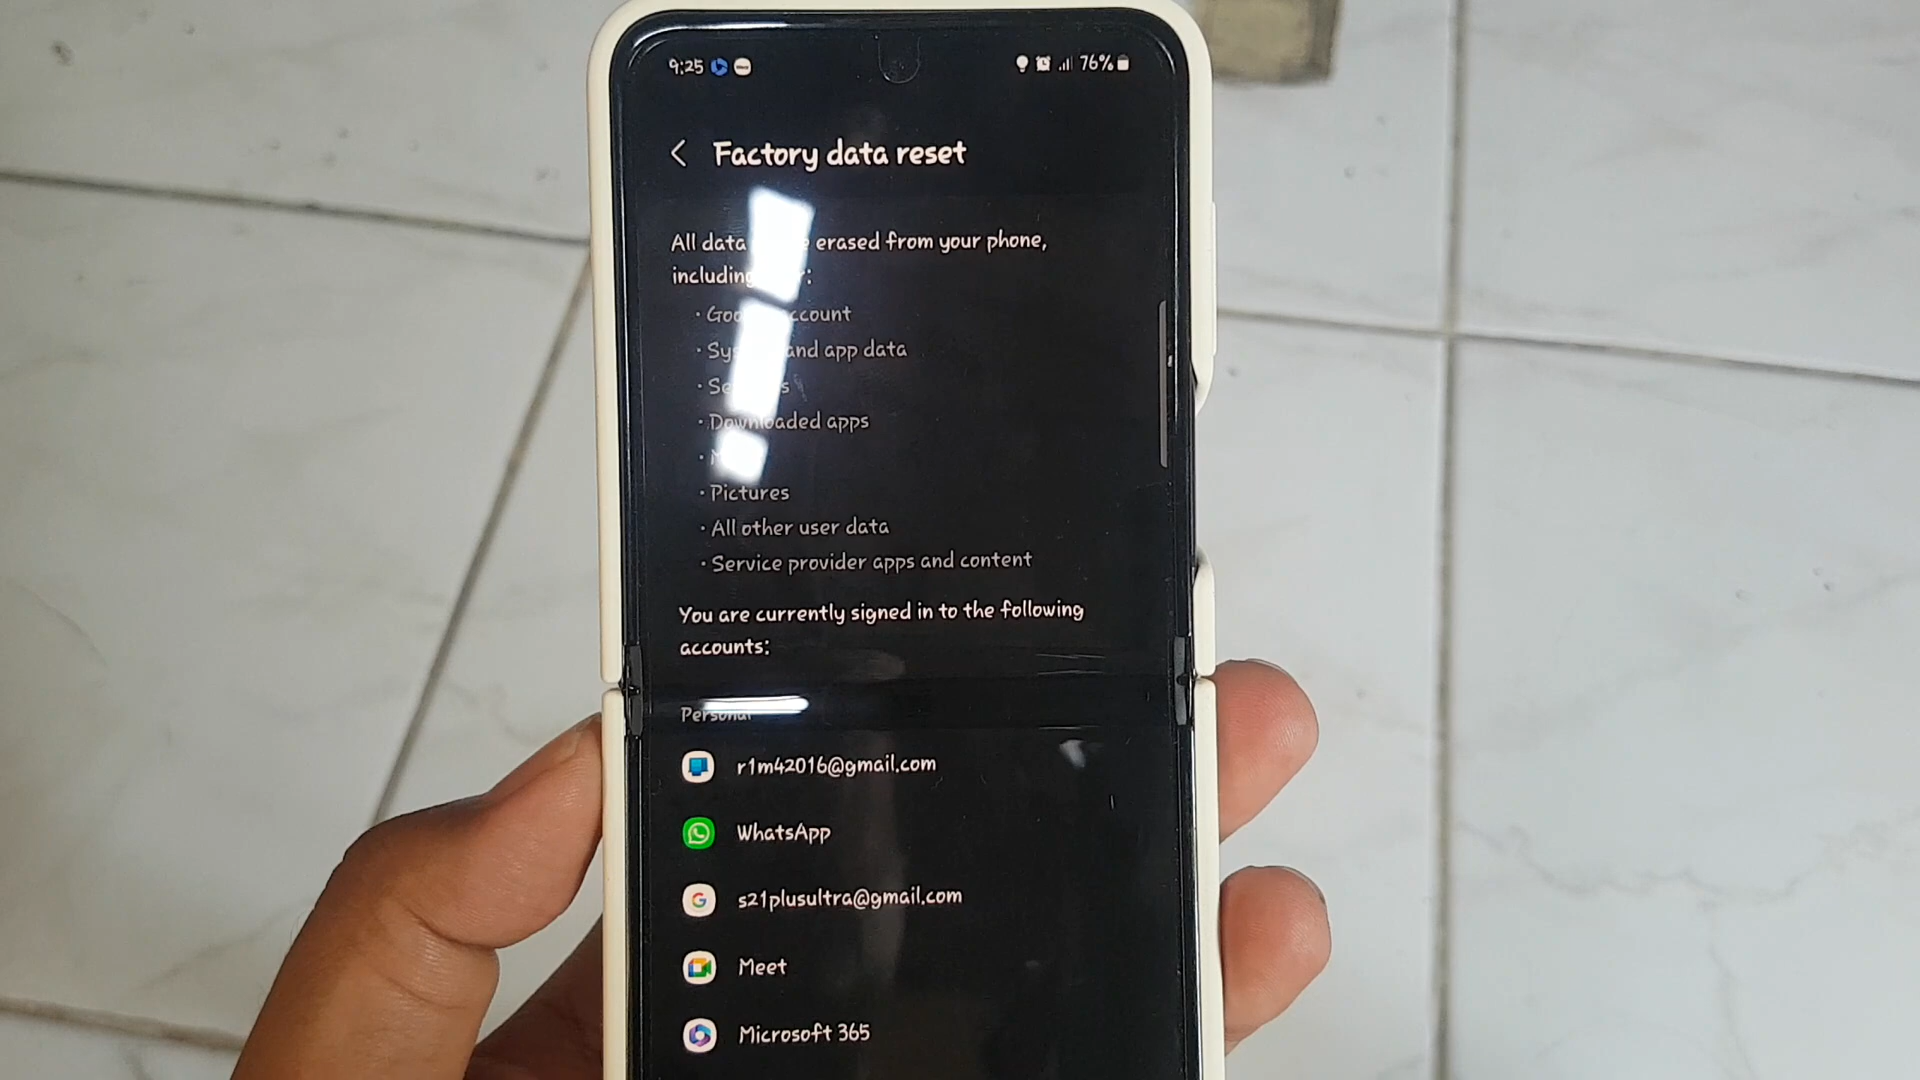 9:25
76%
Factory data reset
All data erased from your phone,
including
· account
· and app data
·
· Downloaded apps
·
· Pictures
· All other user data
· Service provider apps and content
You are currently signed in to the following
accounts:
Personal
r1m42016@gmail.com
WhatsApp
s21plusultra@gmail.com
Meet
Microsoft 365